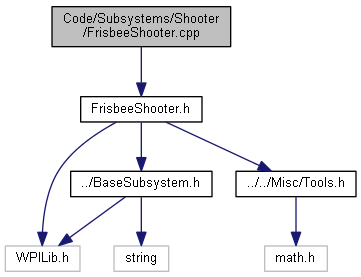 Code/Subsystems/Shooter
/FrisbeeShooter.cpp
FrisbeeShooter.h
../BaseSubsystem.h
../../Misc/Tools.h
WPILib.h
string
math.h